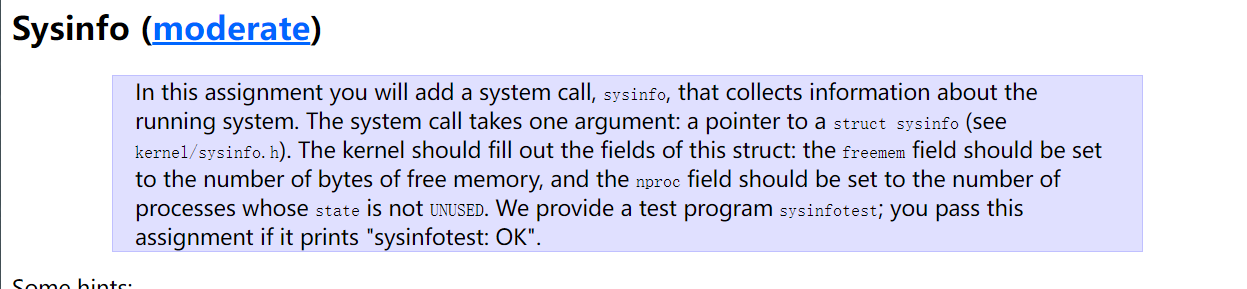 Sysinfo (moderate)
In this assignment you will add a system call, sysinfo, that collects information about the
running system. The system call takes one argument: a pointer to a struct sysinfo (see
kernel/sysinfo.h). The kernel should fill out the fields of this struct: the freemem field should be set
to the number of bytes of free memory, and the nproc field should be set to the number of
processes whose state is not UNUSED. We provide a test program sysinfotest; you pass this
assignment if it prints "sysinfotest: OK".
Some hints: